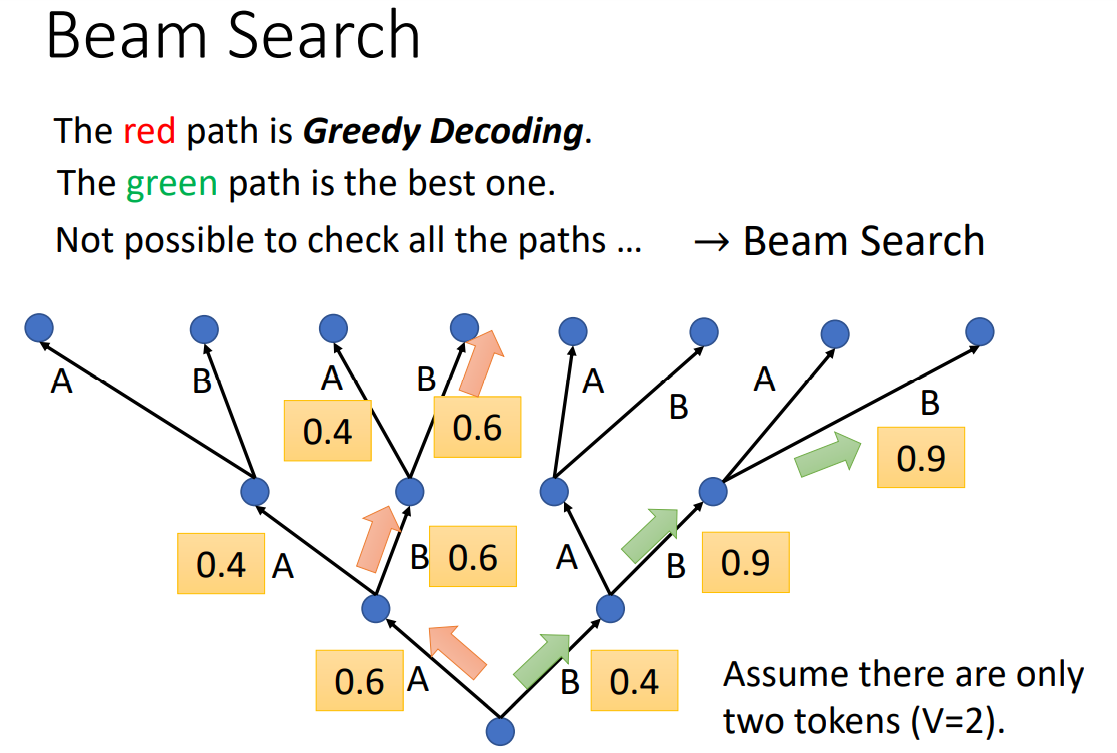 Beam Search
The red path is Greedy Decoding.
The green path is the best one.
Not possible to check all the paths … → Beam Search
A B A B A B A B
0.4 0.6 0.9
0.4 A B 0.6 A B 0.9
0.6 A B 0.4
Assume there are only
two tokens (V=2).